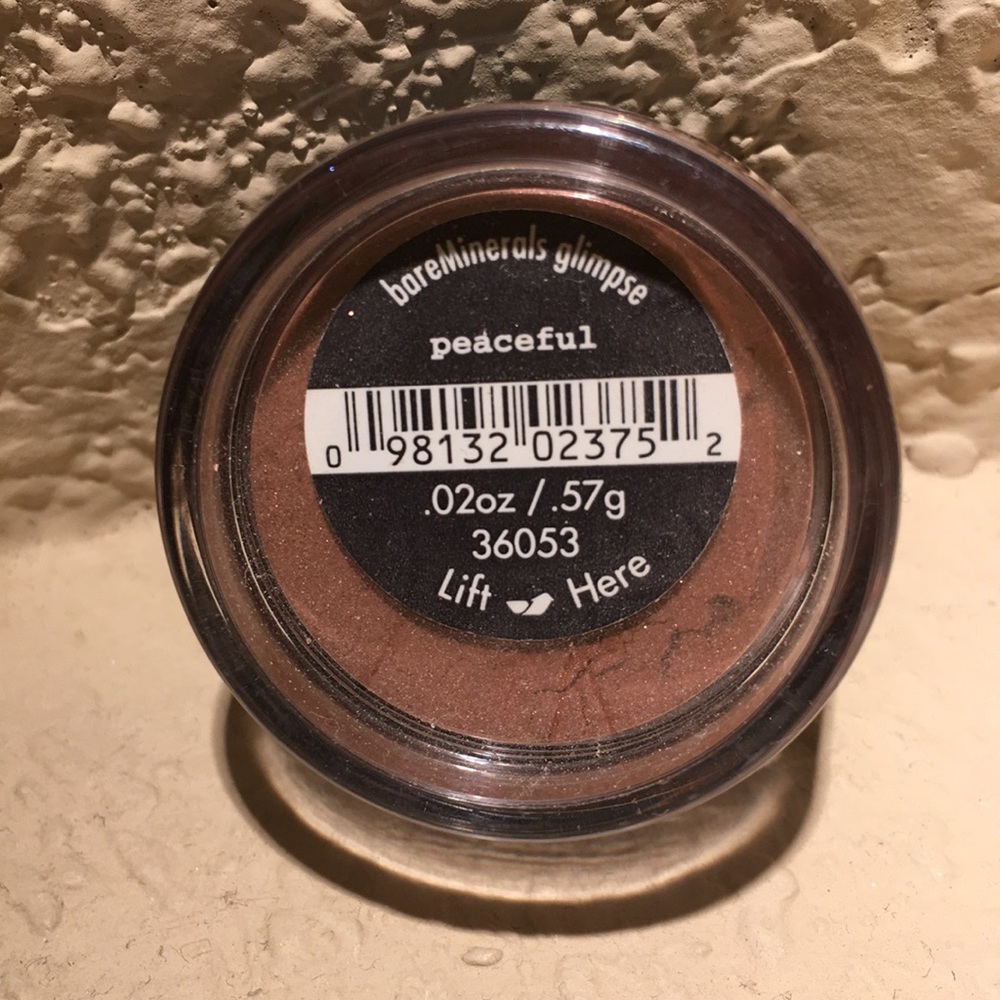 bareMinerals glimpse
peaceful
0 98132 02375 2
.02oz / .57g
36053
Lift Here